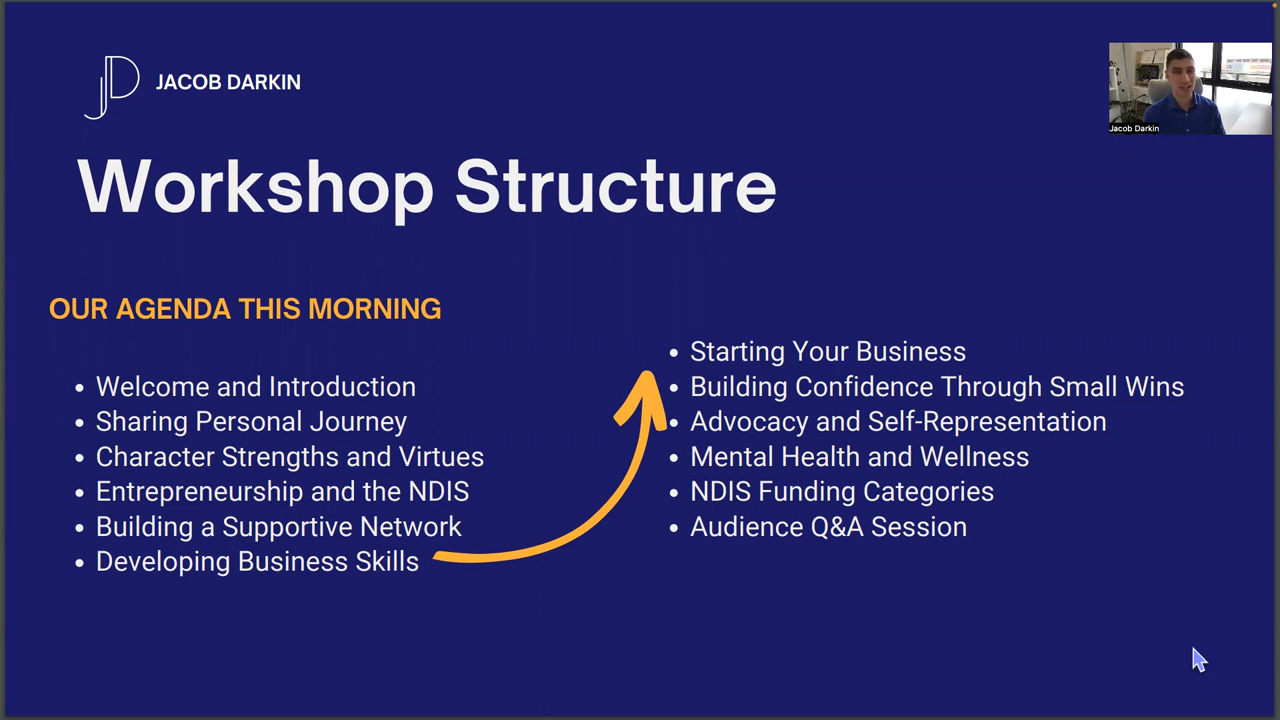 JD JACOB DARKIN
Jacob Darkin
Workshop Structure
OUR AGENDA THIS MORNING
• Welcome and Introduction
• Sharing Personal Journey
• Character Strengths and Virtues
• Entrepreneurship and the NDIS
• Building a Supportive Network
• Developing Business Skills
• Starting Your Business
• Building Confidence Through Small Wins
• Advocacy and Self-Representation
• Mental Health and Wellness
• NDIS Funding Categories
• Audience Q&A Session